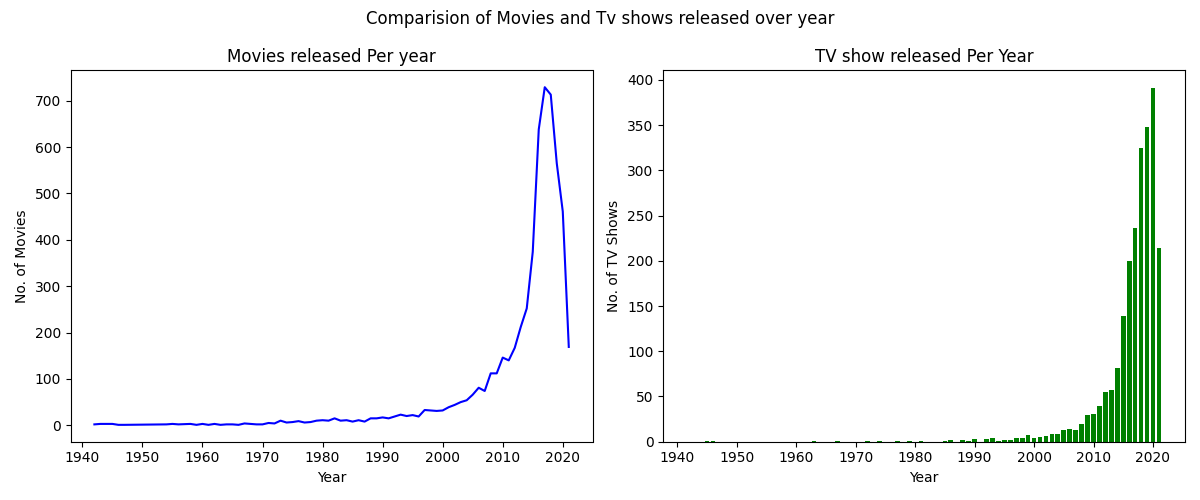 Comparision of Movies and Tv shows released over year
Movies released Per year
No. of Movies
700
600
500
400
300
200
100
0
1940 1950 1960 1970 1980 1990 2000 2010 2020
Year
TV show released Per Year
No. of TV Shows
400
350
300
250
200
150
100
50
0
1940 1950 1960 1970 1980 1990 2000 2010 2020
Year